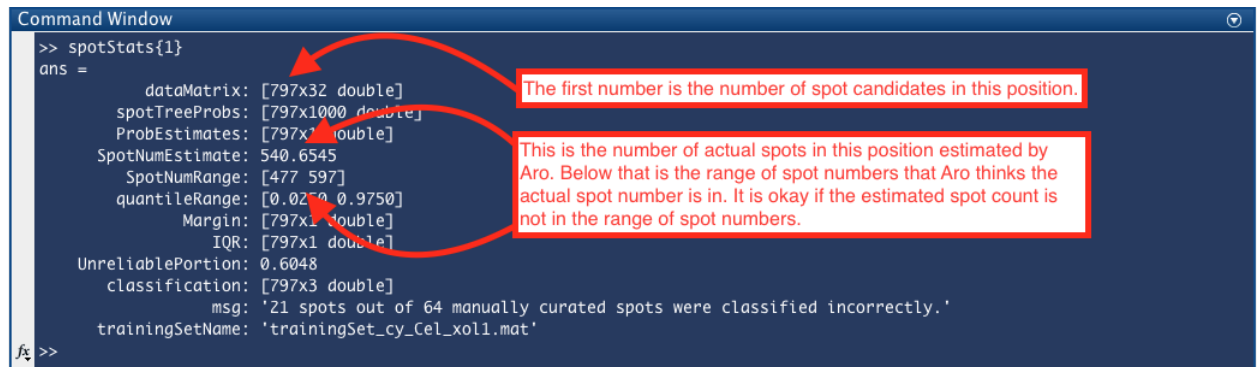 Command Window
>> spotStats{1}
ans =
dataMatrix: [797x32 double]
The first number is the number of spot candidates in this position.
spotTreeProbs: [797x1000 double]
ProbEstimates: [797x1 double]
SpotNumEstimate: 540.6545
SpotNumRange: [477 597]
quantileRange: [0.0250 0.9750]
Margin: [797x1 double]
IQR: [797x1 double]
This is the number of actual spots in this position estimated by
Aro. Below that is the range of spot numbers that Aro thinks the
actual spot number is in. It is okay if the estimated spot count is
not in the range of spot numbers.
UnreliablePortion: 0.6048
classification: [797x3 double]
msg: '21 spots out of 64 manually curated spots were classified incorrectly.'
trainingSetName: 'trainingSet_cy_Cel_xol1.mat'
fx >>